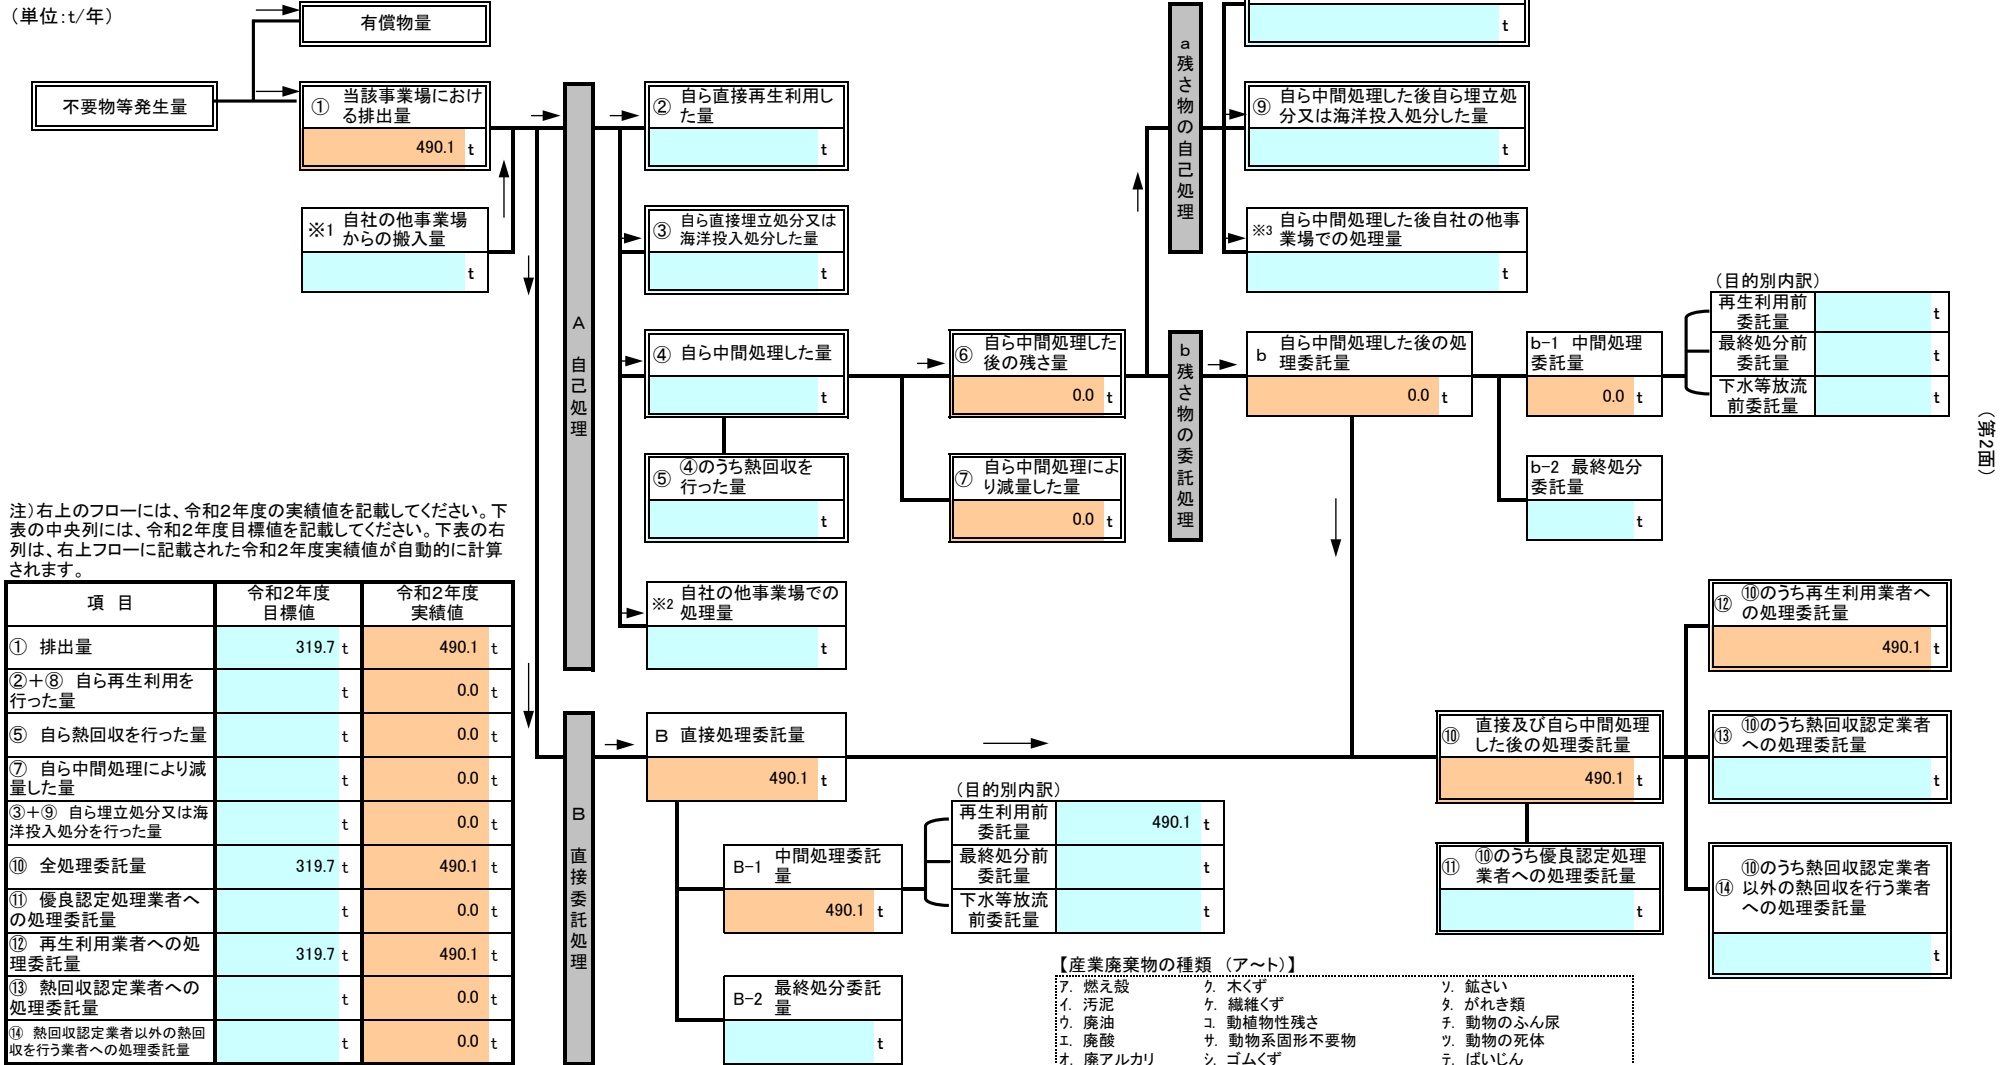 （単位：t/年）
有償物量
不要物等発生量
① 当該事業場におけ
る排出量
490.1 t
※1 自社の他事業場
からの搬入量
t
A 自己処理
② 自ら直接再生利用し
た量
t
③ 自ら直接埋立処分又は
海洋投入処分した量
t
④ 自ら中間処理した量
t
⑤ ④のうち熱回収を
行った量
t
※2 自社の他事業場での
処理量
t
⑥ 自ら中間処理した
後の残さ量
0.0 t
⑦ 自ら中間処理によ
り減量した量
0.0 t
a 残さ物の自己処理
t
⑨ 自ら中間処理した後自ら埋立処
分又は海洋投入処分した量
t
※3 自ら中間処理した後自社の他事
業場での処理量
t
b 残さ物の委託処理
b 自ら中間処理した後の処
理委託量
0.0 t
b-1 中間処理
委託量
0.0 t
b-2 最終処分
委託量
t
（目的別内訳）
再生利用前
委託量 t
最終処分前
委託量 t
下水等放流
前委託量 t
（第2面）
注）右上のフローには、令和2年度の実績値を記載してください。下
表の中央列には、令和2年度目標値を記載してください。下表の右
列は、右上フローに記載された令和2年度実績値が自動的に計算
されます。
項 目 令和2年度
目標値 令和2年度
実績値
① 排出量 319.7 t 490.1 t
②＋⑧ 自ら再生利用を
行った量 t 0.0 t
⑤ 自ら熱回収を行った量 t 0.0 t
⑦ 自ら中間処理により減
量した量 t 0.0 t
③＋⑨ 自ら埋立処分又は海
洋投入処分を行った量 t 0.0 t
⑩ 全処理委託量 319.7 t 490.1 t
⑪ 優良認定処理業者へ
の処理委託量 t 0.0 t
⑫ 再生利用業者への処
理委託量 319.7 t 490.1 t
⑬ 熱回収認定業者への
処理委託量 t 0.0 t
⑭ 熱回収認定業者以外の熱回
収を行う業者への処理委託量 t 0.0 t
B 直接委託処理
B 直接処理委託量
490.1 t
B-1 中間処理委託
量
490.1 t
B-2 最終処分委託
量
t
（目的別内訳）
再生利用前
委託量 490.1 t
最終処分前
委託量 t
下水等放流
前委託量 t
⑩ 直接及び自ら中間処理
した後の処理委託量
490.1 t
⑪ ⑩のうち優良認定処理
業者への処理委託量
t
⑫ ⑩のうち再生利用業者へ
の処理委託量
490.1 t
⑬ ⑩のうち熱回収認定業者
への処理委託量
t
⑭ ⑩のうち熱回収認定業者
以外の熱回収を行う業者
への処理委託量
t
【産業廃棄物の種類 （ア～ト）】
ア. 燃え殻 ク. 木くず ソ. 鉱さい
イ. 汚泥 ケ. 繊維くず タ. がれき類
ウ. 廃油 コ. 動植物性残さ チ. 動物のふん尿
エ. 廃酸 サ. 動物系固形不要物 ツ. 動物の死体
オ. 廃アルカリ シ. ゴムくず テ. ばいじん